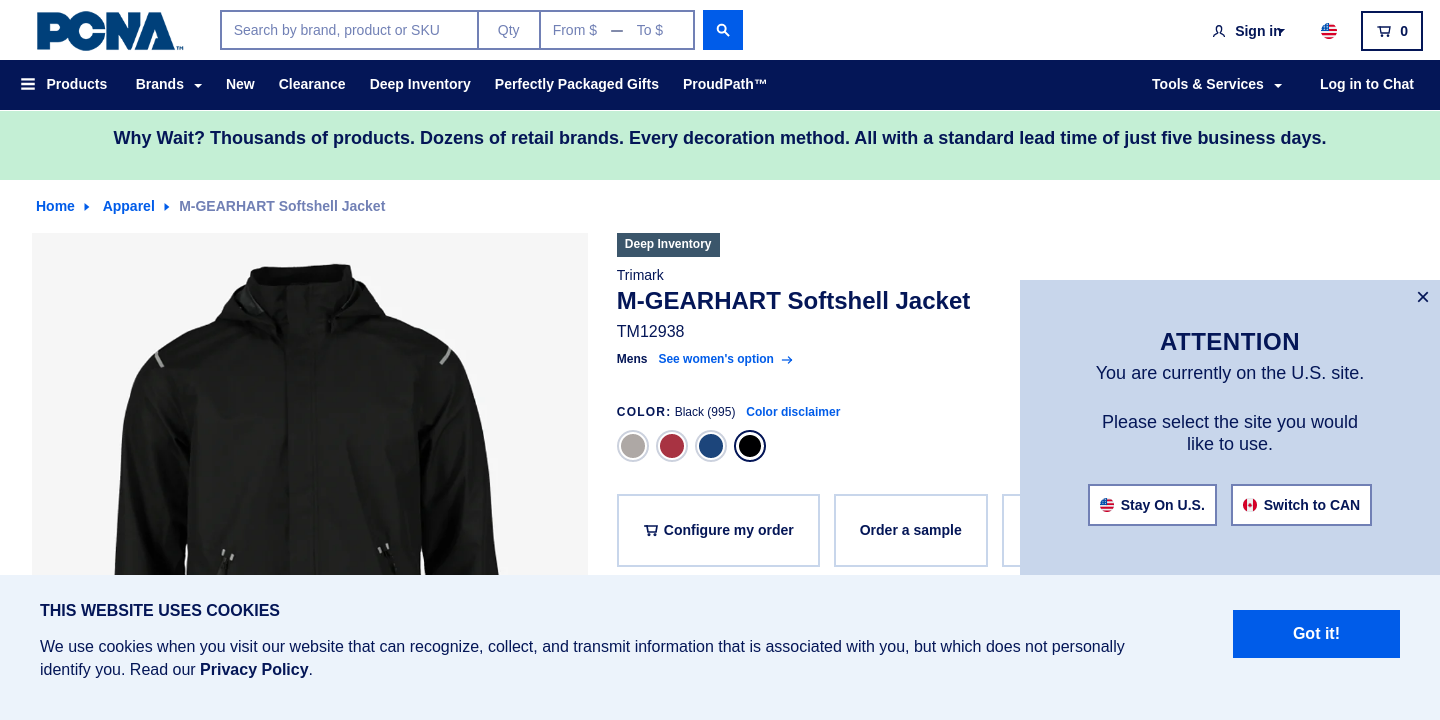 PCNA™
Search by brand, product or SKU
Qty
From $ — To $
Sign in
0
Products
Brands
New
Clearance
Deep Inventory
Perfectly Packaged Gifts
ProudPath™
Tools & Services
Log in to Chat
Why Wait? Thousands of products. Dozens of retail brands. Every decoration method. All with a standard lead time of just five business days.
Home
Apparel
M-GEARHART Softshell Jacket
Deep Inventory
Trimark
M-GEARHART Softshell Jacket
TM12938
Mens See women's option
COLOR: Black (995) Color disclaimer
Configure my order
Order a sample
×
ATTENTION
You are currently on the U.S. site.
Please select the site you would
like to use.
Stay On U.S.
Switch to CAN
THIS WEBSITE USES COOKIES
We use cookies when you visit our website that can recognize, collect, and transmit information that is associated with you, but which does not personally
identify you. Read our Privacy Policy.
Got it!